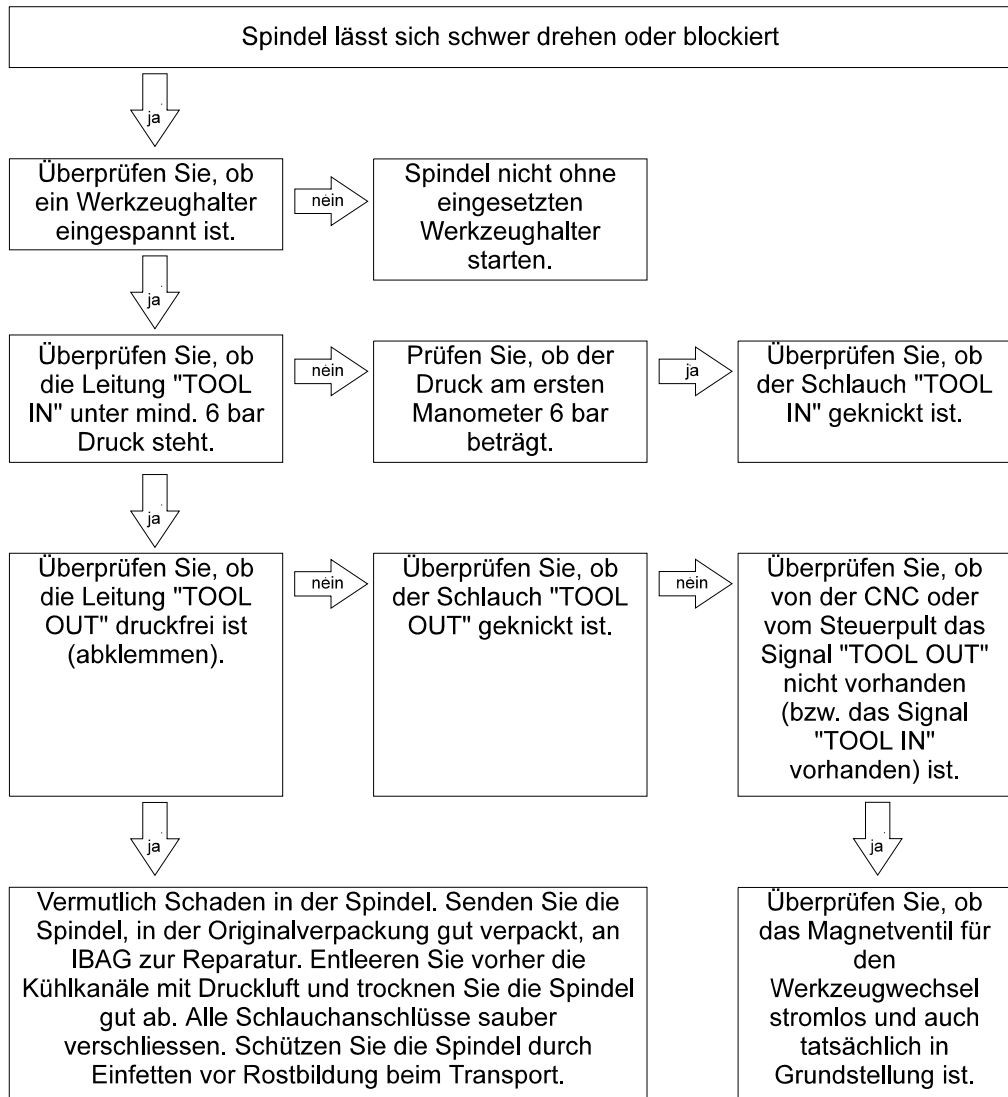 Spindel lässt sich schwer drehen oder blockiert
ja
Überprüfen Sie, ob
ein Werkzeughalter
eingespannt ist.
nein
Spindel nicht ohne
eingesetzten
Werkzeughalter
starten.
ja
Überprüfen Sie, ob
die Leitung "TOOL
IN" unter mind. 6 bar
Druck steht.
nein
Prüfen Sie, ob der
Druck am ersten
Manometer 6 bar
beträgt.
ja
Überprüfen Sie, ob
der Schlauch "TOOL
IN" geknickt ist.
ja
Überprüfen Sie, ob
die Leitung "TOOL
OUT" druckfrei ist
(abklemmen).
nein
Überprüfen Sie, ob
der Schlauch "TOOL
OUT" geknickt ist.
nein
Überprüfen Sie, ob
von der CNC oder
vom Steuerpult das
Signal "TOOL OUT"
nicht vorhanden
(bzw. das Signal
"TOOL IN"
vorhanden) ist.
ja
Vermutlich Schaden in der Spindel. Senden Sie die
Spindel, in der Originalverpackung gut verpackt, an
IBAG zur Reparatur. Entleeren Sie vorher die
Kühlkanäle mit Druckluft und trocknen Sie die Spindel
gut ab. Alle Schlauchanschlüsse sauber
verschliessen. Schützen Sie die Spindel durch
Einfetten vor Rostbildung beim Transport.
ja
Überprüfen Sie, ob
das Magnetventil für
den
Werkzeugwechsel
stromlos und auch
tatsächlich in
Grundstellung ist.